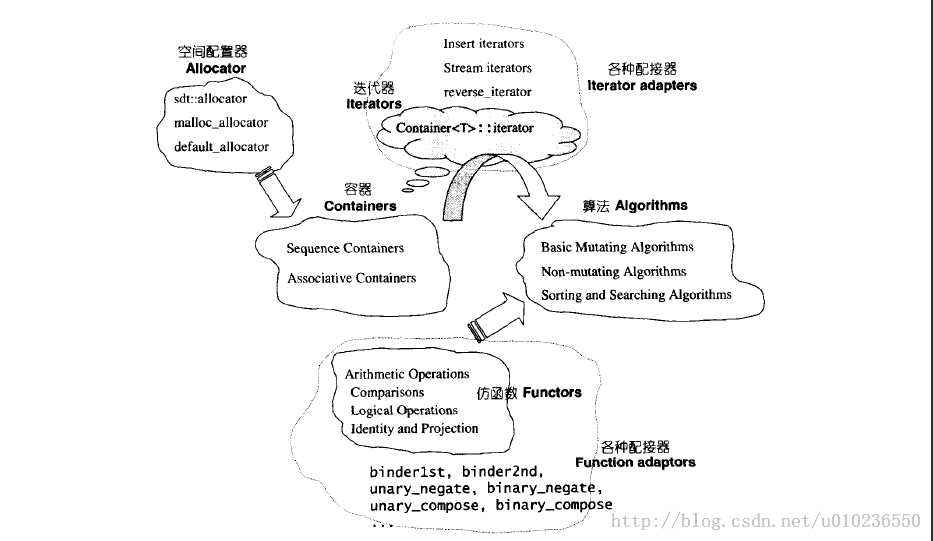 空间配置器
Allocator
sdt::allocator
malloc_allocator
default_allocator
Insert iterators
Stream iterators
reverse_iterator
迭代器
Iterators
Container<T>::iterator
各种配接器
Iterator adapters
容器
Containers
Sequence Containers
Associative Containers
算法 Algorithms
Basic Mutating Algorithms
Non-mutating Algorithms
Sorting and Searching Algorithms
Arithmetic Operations
Comparisons
Logical Operations
Identity and Projection
仿函数 Functors
各种配接器
Function adaptors
binder1st, binder2nd,
unary_negate, binary_negate,
unary_compose, binary_compose
...
http://blog.csdn.net/u010236550